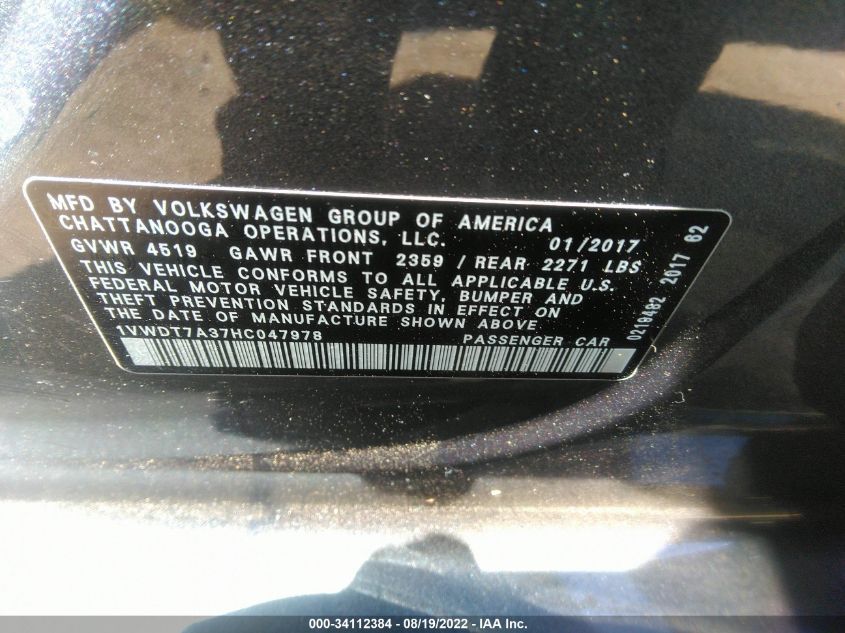 MFD BY VOLKSWAGEN GROUP OF AMERICA
CHATTANOOGA OPERATIONS, LLC. 01/2017
GVWR 4519 GAWR FRONT 2359 / REAR 2271 LBS
THIS VEHICLE CONFORMS TO ALL APPLICABLE U.S.
FEDERAL MOTOR VEHICLE SAFETY, BUMPER AND
THEFT PREVENTION STANDARDS IN EFFECT ON
THE DATE OF MANUFACTURE SHOWN ABOVE
1VWDT7A37HC047978 PASSENGER CAR
0219482 2017 62
000-34112384 - 08/19/2022 - IAA Inc.